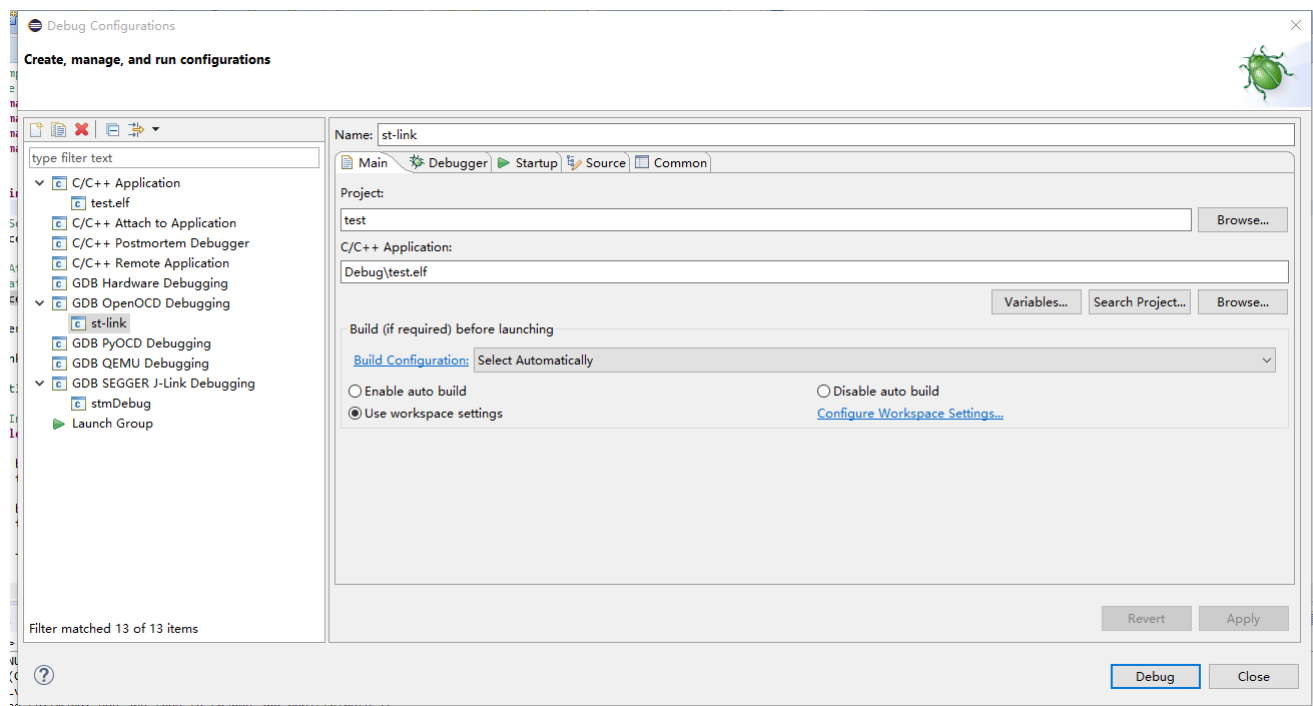 Debug Configurations
Create, manage, and run configurations
type filter text
C/C++ Application
test.elf
C/C++ Attach to Application
C/C++ Postmortem Debugger
C/C++ Remote Application
GDB Hardware Debugging
GDB OpenOCD Debugging
st-link
GDB PyOCD Debugging
GDB QEMU Debugging
GDB SEGGER J-Link Debugging
stmDebug
Launch Group
Filter matched 13 of 13 items
Name: st-link
Main Debugger Startup Source Common
Project:
test Browse...
C/C++ Application:
Debug\test.elf
Variables... Search Project... Browse...
Build (if required) before launching
Build Configuration: Select Automatically
Enable auto build Disable auto build
Use workspace settings Configure Workspace Settings...
Revert Apply
Debug Close